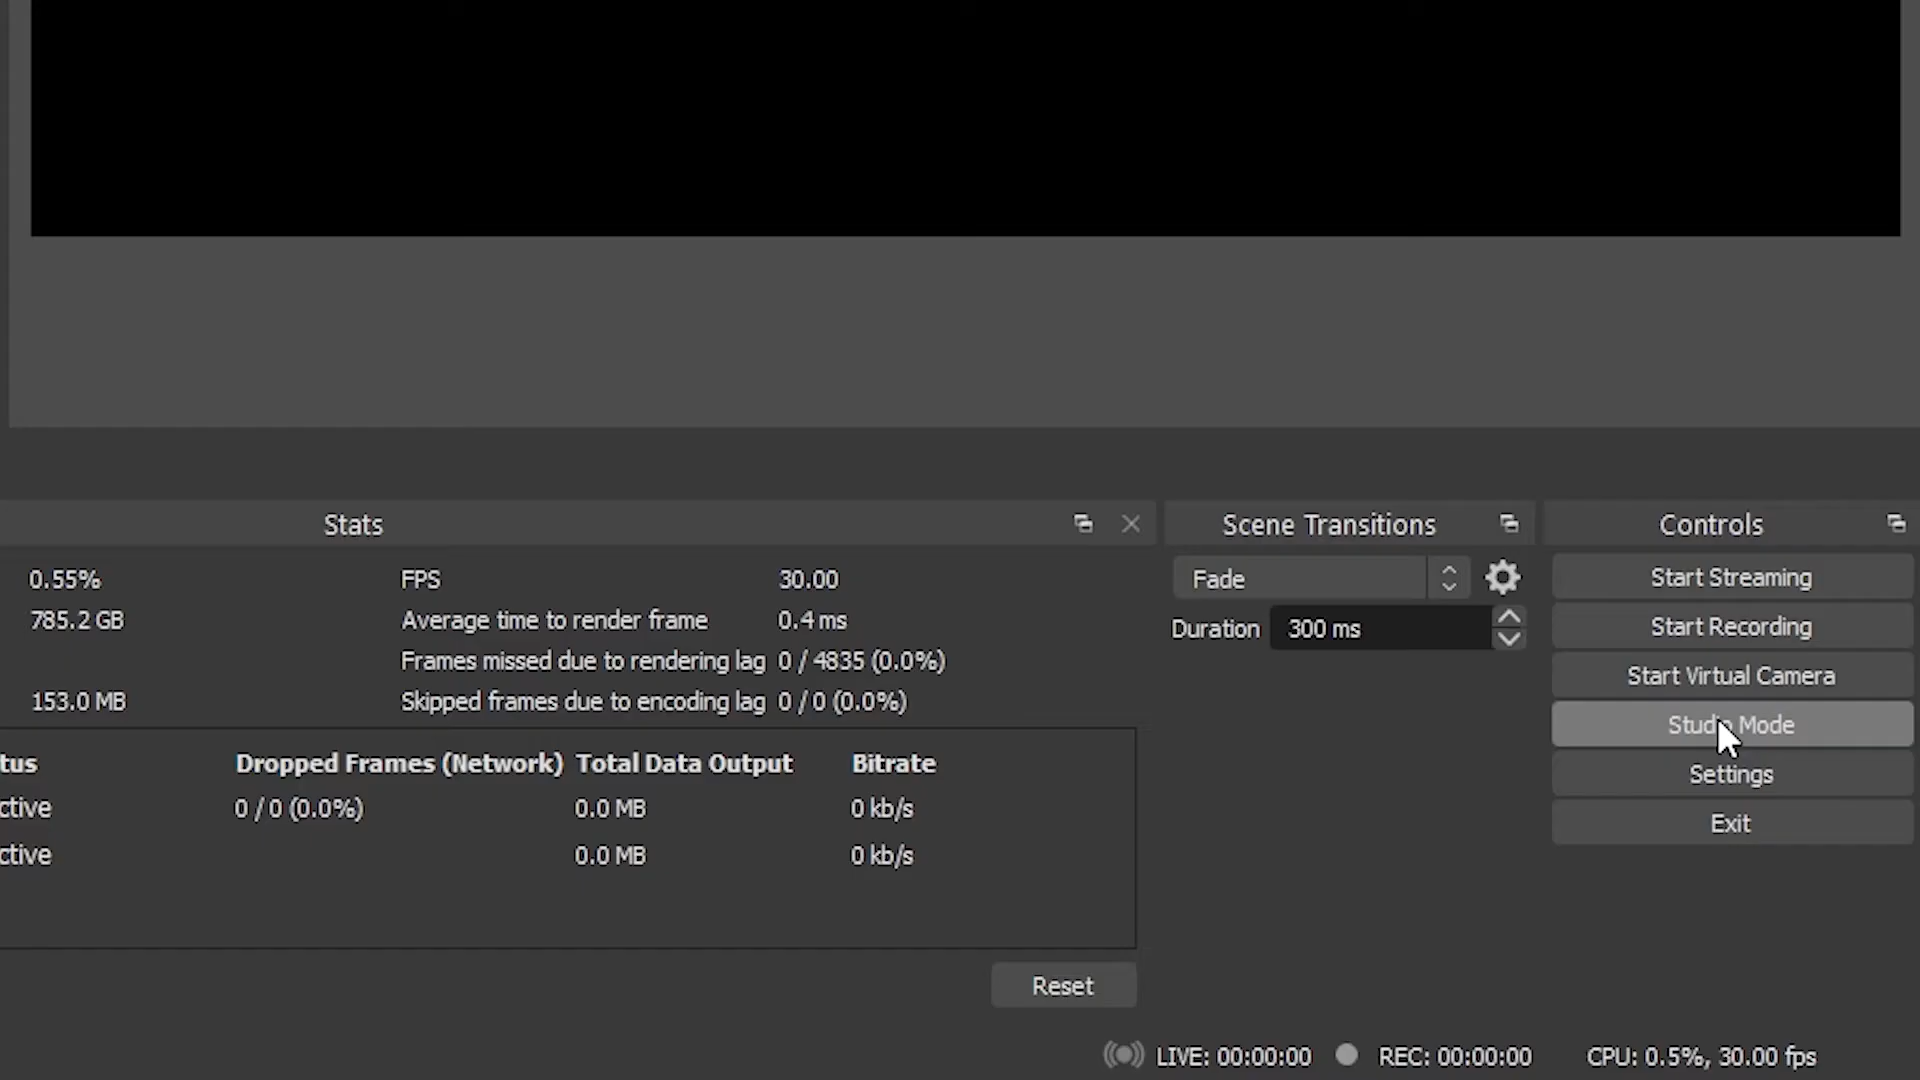 Stats
0.55% FPS 30.00
785.2 GB Average time to render frame 0.4 ms
Frames missed due to rendering lag 0 / 4835 (0.0%)
153.0 MB Skipped frames due to encoding lag 0 / 0 (0.0%)
tus Dropped Frames (Network) Total Data Output Bitrate
ctive 0 / 0 (0.0%) 0.0 MB 0 kb/s
ctive 0.0 MB 0 kb/s
Reset
Scene Transitions
Fade
Duration 300 ms
Controls
Start Streaming
Start Recording
Start Virtual Camera
Studio Mode
Settings
Exit
LIVE: 00:00:00 REC: 00:00:00 CPU: 0.5%, 30.00 fps